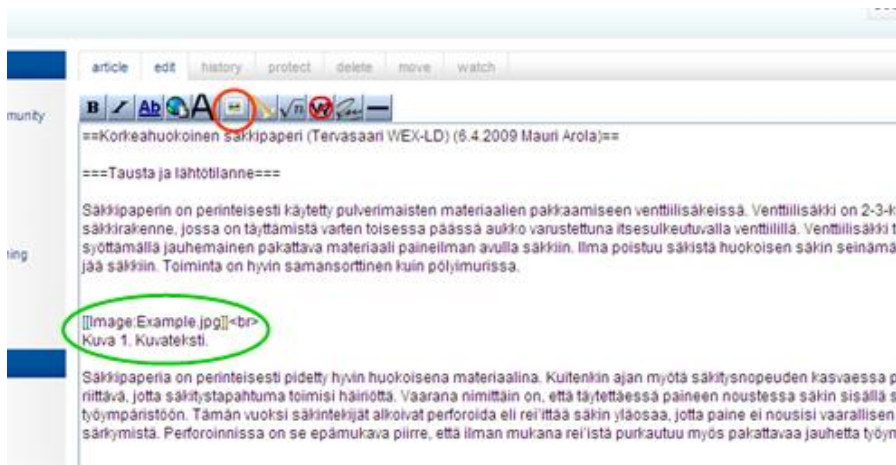 article edit history protect delete move watch
munity
B I Ab A √n W
==Korkeahuokoinen säkkipaperi (Tervasaari WEX-LD) (6.4.2009 Mauri Arola)==
===Tausta ja lähtötilanne===
Säkkipaperin on perinteisesti käytetty pulverimaisten materiaalien pakkaamiseen venttiilisäkeissä. Venttiilisäkki on 2-3-k
säkkirakenne, jossa on täyttämistä varten toisessa päässä aukko varustettuna itsesulkeutuvalla venttiilillä. Venttiilisäkki t
ning
syöttämällä jauhemainen pakattava materiaali paineilman avulla säkkiin. Ilma poistuu säkistä huokoisen säkin seinämä
jää säkkiin. Toiminta on hyvin samansorttinen kuin pölyimurissa.
[[Image:Example.jpg]]<br>
Kuva 1. Kuvateksti.
Säkkipaperia on perinteisesti pidetty hyvin huokoisena materiaalina. Kuitenkin ajan myötä säkitysnopeuden kasvaessa p
riittävä, jotta säkitystapahtuma toimisi häiriöttä. Vaarana nimittäin on, että täytettäessä paineen noustessa säkin sisällä s
työympäristöön. Tämän vuoksi säkintekijät alkoivat perforoida eli rei'ittää säkin yläosaa, jotta paine ei nousisi vaarallisen
särkymistä. Perforoinnissa on se epämukava piirre, että ilman mukana rei'istä purkautuu myös pakattavaa jauhetta työym